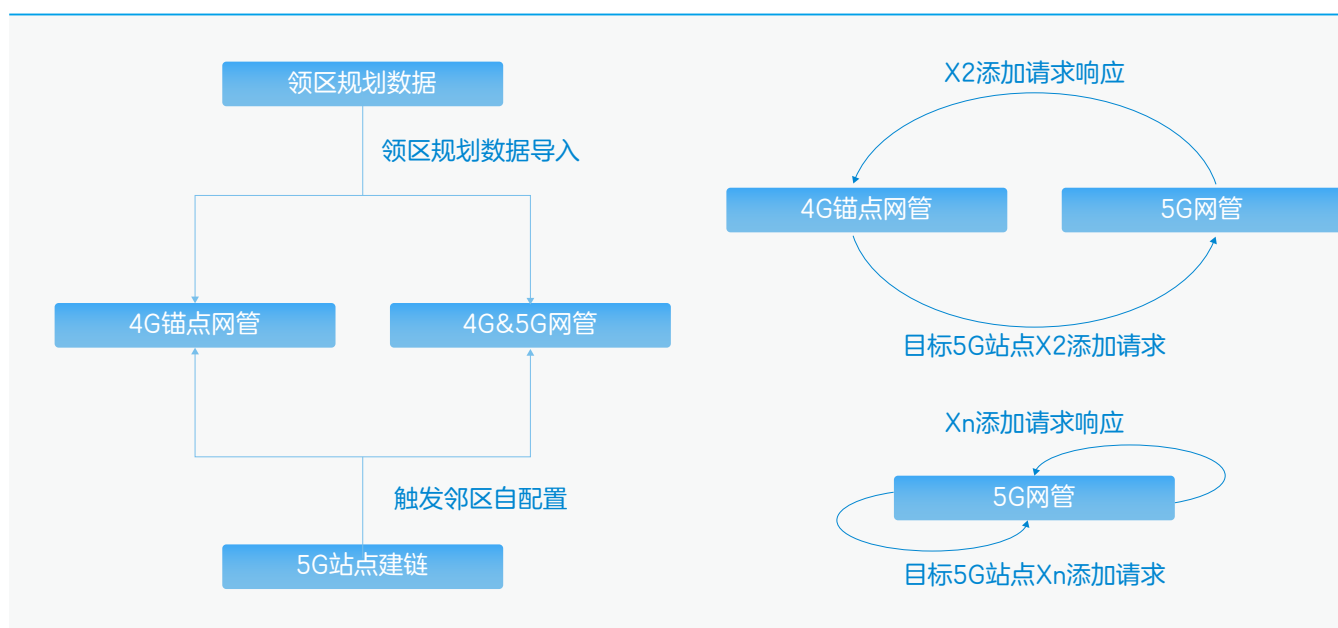 领区规划数据
领区规划数据导入
4G锚点网管
4G&5G网管
触发邻区自配置
5G站点建链
X2添加请求响应
4G锚点网管
5G网管
目标5G站点X2添加请求
Xn添加请求响应
5G网管
目标5G站点Xn添加请求